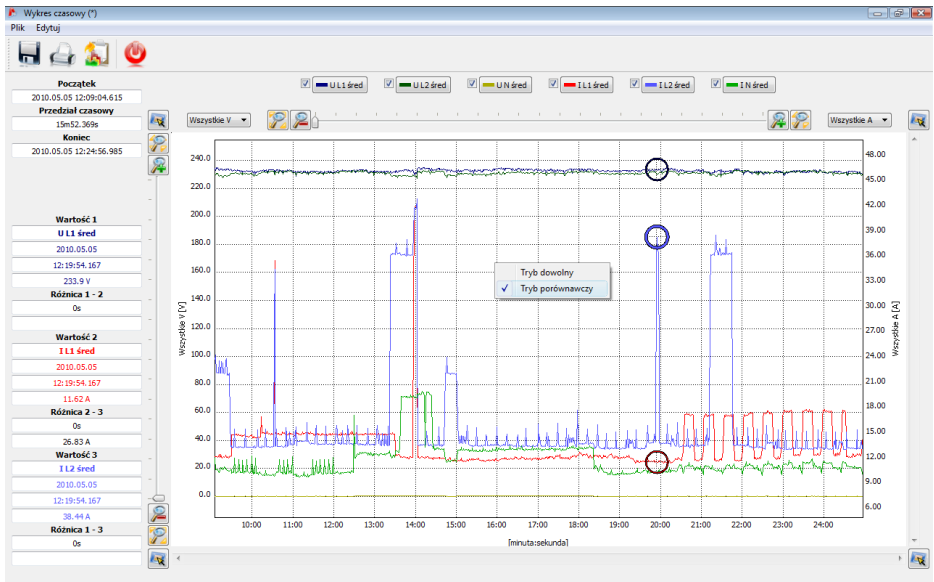 Wykres czasowy (*)
Plik Edytuj
Początek
2010.05.05 12:09:04.615
Przedział czasowy
15m52.369s
Koniec
2010.05.05 12:24:56.985
Wartość 1
U L1 śred
2010.05.05
12:19:54.167
233.9 V
Różnica 1 - 2
0s
Wartość 2
I L1 śred
2010.05.05
12:19:54.167
11.62 A
Różnica 2 - 3
0s
26.83 A
Wartość 3
I L2 śred
2010.05.05
12:19:54.167
38.44 A
Różnica 1 - 3
0s
U L1 śred U L2 śred U N śred I L1 śred I L2 śred I N śred
Wszystkie V Wszystkie A
240.0
220.0
200.0
180.0
160.0
140.0
120.0
100.0
80.0
60.0
40.0
20.0
0.0
Wszystkie V [V]
Tryb dowolny
Tryb porównawczy
48.00
45.00
42.00
39.00
36.00
33.00
30.00
27.00
24.00
21.00
18.00
15.00
12.00
9.00
6.00
Wszystkie A [A]
10:00 11:00 12:00 13:00 14:00 15:00 16:00 17:00 18:00 19:00 20:00 21:00 22:00 23:00 24:00
[minuta:sekunda]